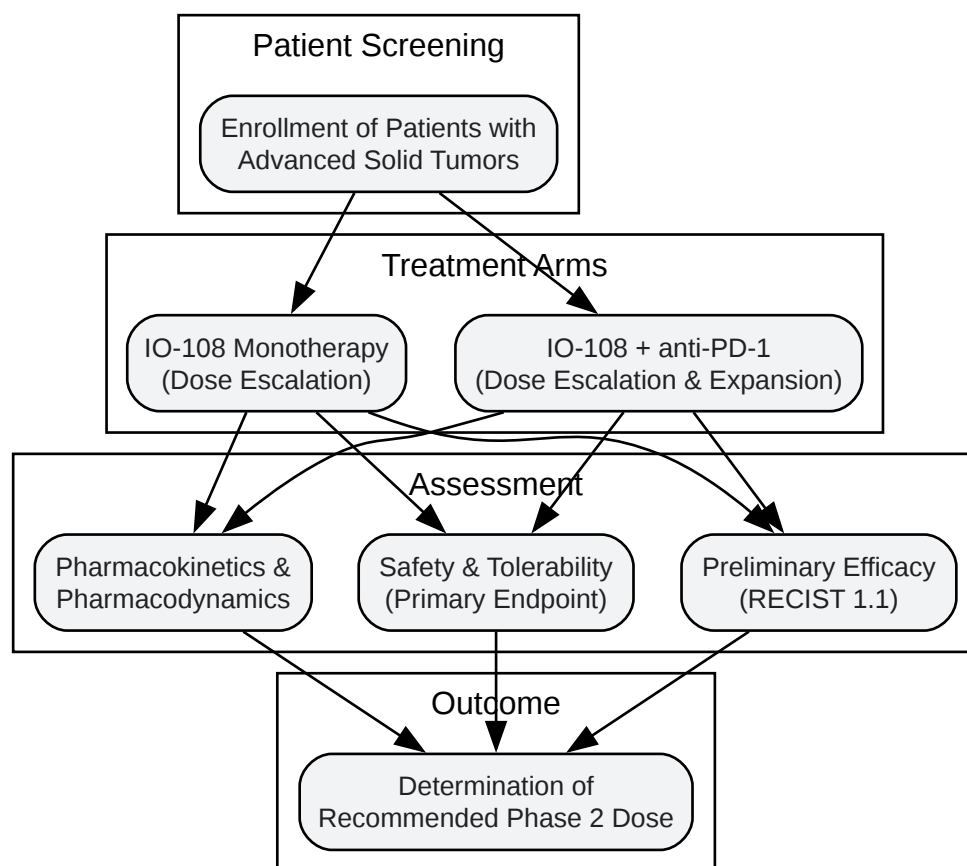 Patient Screening
Enrollment of Patients with
Advanced Solid Tumors
Treatment Arms
IO-108 Monotherapy
(Dose Escalation)
IO-108 + anti-PD-1
(Dose Escalation & Expansion)
Assessment
Pharmacokinetics &
Pharmacodynamics
Safety & Tolerability
(Primary Endpoint)
Preliminary Efficacy
(RECIST 1.1)
Outcome
Determination of
Recommended Phase 2 Dose